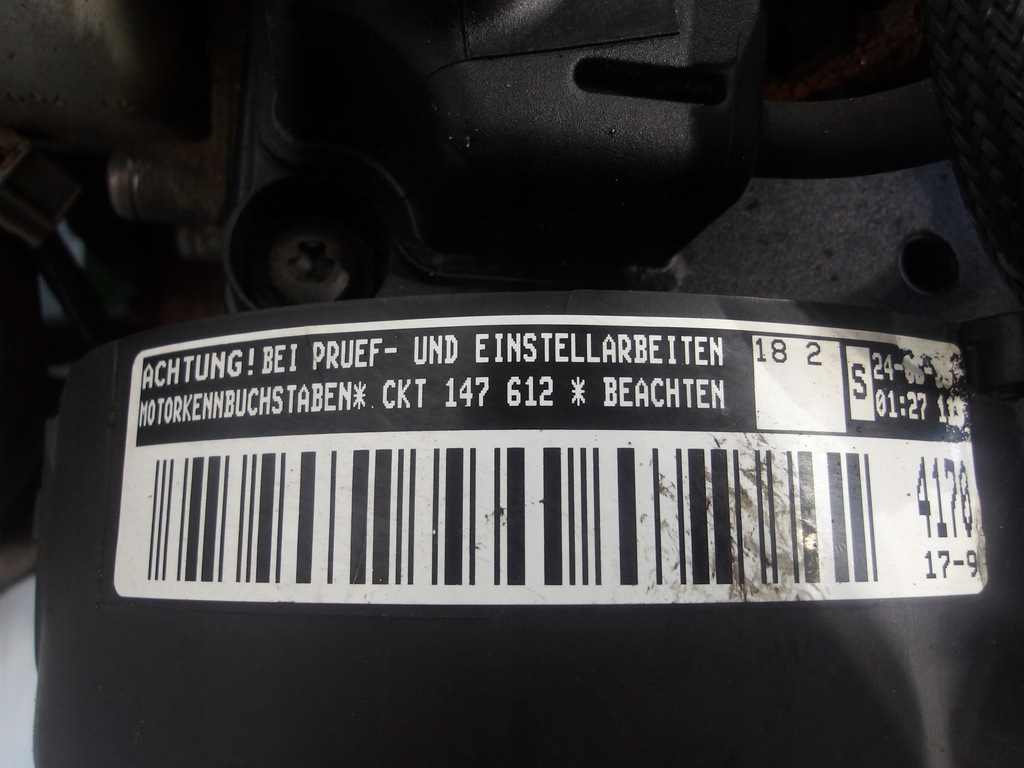 ACHTUNG! BEI PRUEF- UND EINSTELLARBEITEN
MOTORKENNBUCHSTABEN* CKT 147 612 * BEACHTEN
18 2
S
01:27
4170
17-9